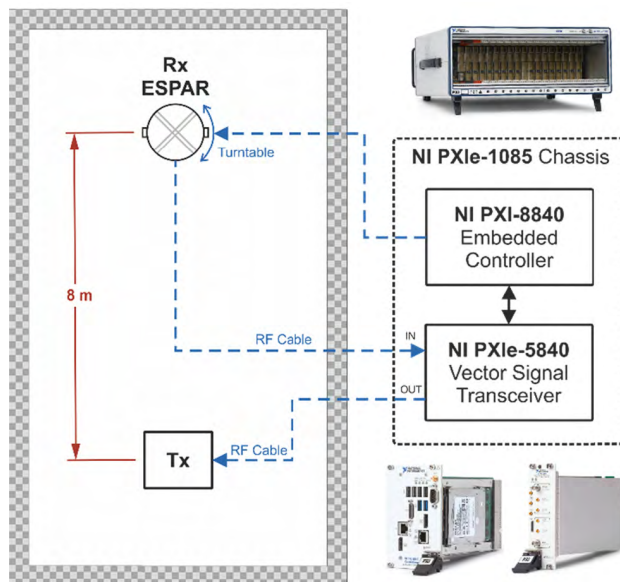 Rx
ESPAR
Turntable
8 m
RF Cable
RF Cable
Tx
NI PXIe-1085 Chassis
NI PXI-8840
Embedded
Controller
NI PXIe-5840
Vector Signal
Transceiver
IN
OUT